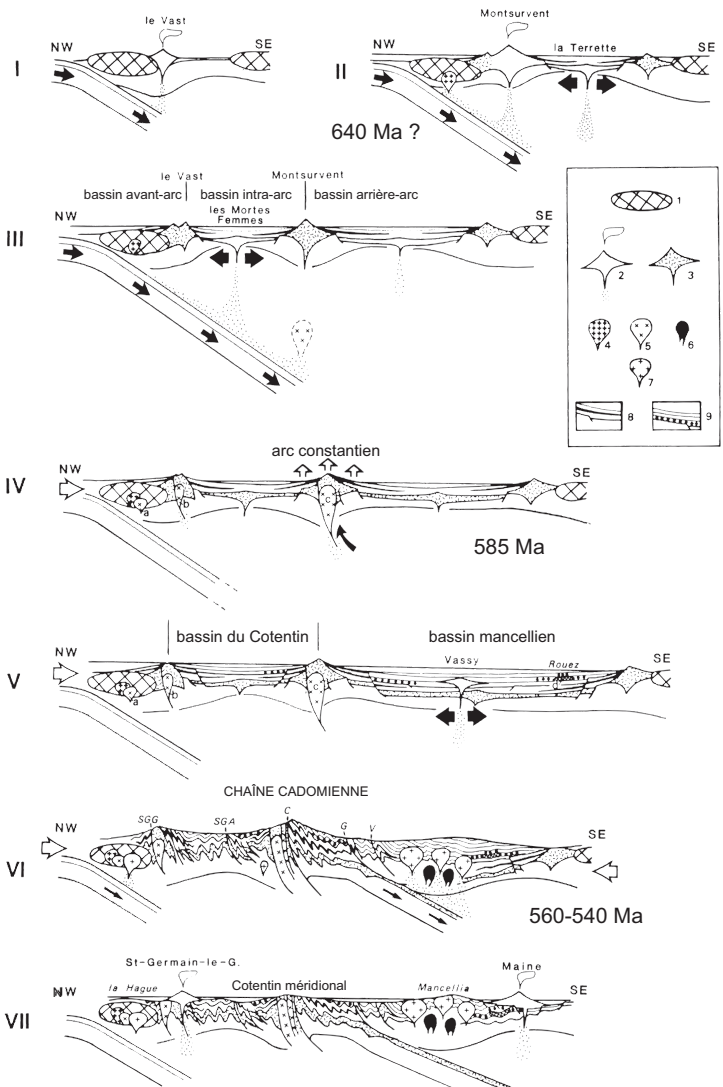 le Vast
NW SE
I
Montsurvent
NW la Terrette SE
II
640 Ma ?
le Vast Montsurvent
bassin avant-arc bassin intra-arc bassin arrière-arc
les Mortes
Femmes
NW SE
III
1
2 3
4 5 6
7
8 9
arc constantien
NW SE
IV
a b c
585 Ma
bassin du Cotentin bassin mancellien
NW Vassy Rouez SE
V
a b c
CHAÎNE CADOMIENNE
NW SGG SGA C G V SE
VI
560-540 Ma
St-Germain-le-G. Maine
NW la Hague Cotentin méridional Mancellia SE
VII